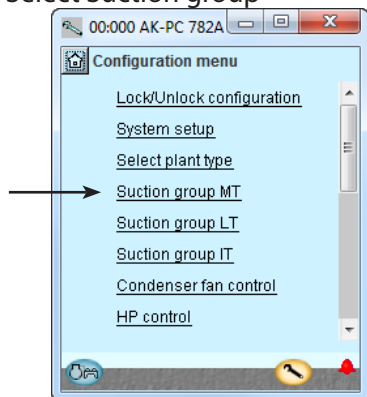 Select Suction group
00:000 AK-PC 782A
Configuration menu
Lock/Unlock configuration
System setup
Select plant type
Suction group MT
Suction group LT
Suction group IT
Condenser fan control
HP control